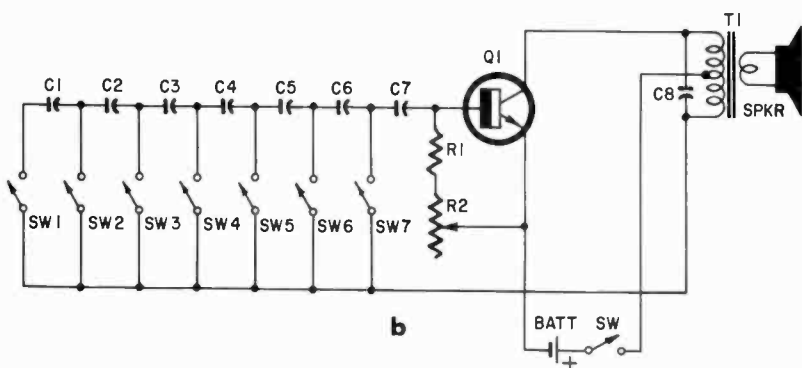 T1
Q1
C1 C2 C3 C4 C5 C6 C7
C8
SPKR
R1
R2
SW1 SW2 SW3 SW4 SW5 SW6 SW7
b
BATT SW
+